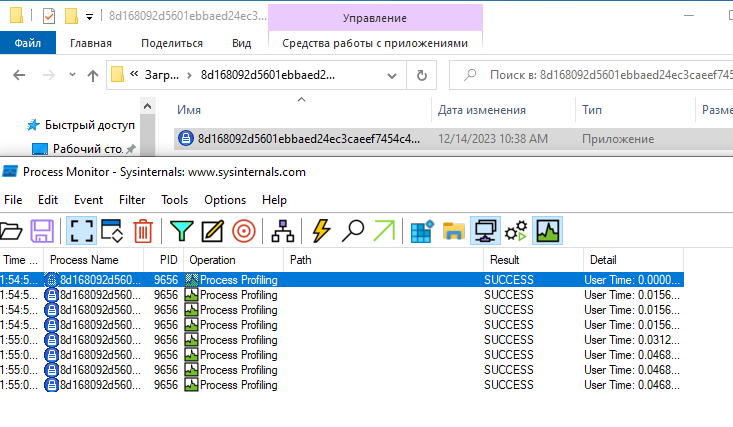 8d168092d5601ebbaed24ec3c...
Управление
Файл Главная Поделиться Вид Средства работы с приложениями
« Загр... 8d168092d5601ebbaed2... Поиск в: 8d168092d5601ebbaed24ec3caeef745
Имя Дата изменения Тип Разме
Быстрый доступ
8d168092d5601ebbaed24ec3caeef7454c4... 12/14/2023 10:38 AM Приложение
Рабочий сто.
Process Monitor - Sysinternals: www.sysinternals.com
File Edit Event Filter Tools Options Help
Time ... Process Name PID Operation Path Result Detail
1:54:5... 8d168092d560... 9656 Process Profiling SUCCESS User Time: 0.0000...
1:54:5... 8d168092d560... 9656 Process Profiling SUCCESS User Time: 0.0156...
1:54:5... 8d168092d560... 9656 Process Profiling SUCCESS User Time: 0.0156...
1:54:5... 8d168092d560... 9656 Process Profiling SUCCESS User Time: 0.0156...
1:55:0... 8d168092d560... 9656 Process Profiling SUCCESS User Time: 0.0312...
1:55:0... 8d168092d560... 9656 Process Profiling SUCCESS User Time: 0.0468...
1:55:0... 8d168092d560... 9656 Process Profiling SUCCESS User Time: 0.0468...
1:55:0... 8d168092d560... 9656 Process Profiling SUCCESS User Time: 0.0468...